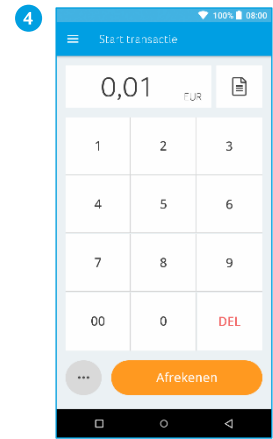 4
100% 08:00
Start transactie
0,01 EUR
1 2 3
4 5 6
7 8 9
00 0 DEL
... Afrekenen